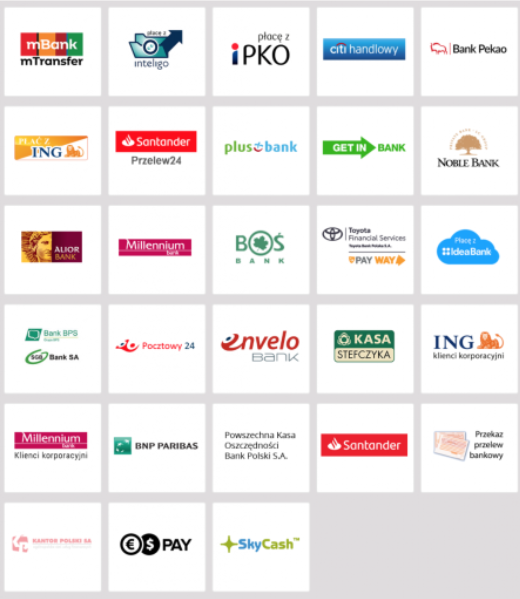 mBank
mTransfer
płacę z
inteligo
płacę z
iPKO
citi handlowy
Bank Pekao
PŁAĆ Z
ING
Santander
Przelew24
plusbank
GET IN BANK
NOBLE BANK
ALIOR
BANK
Millennium
bank
BOŚ
BANK
Toyota
Financial Services
Toyota Bank Polska S.A.
PAY WAY
Płacę z
IdeaBank
Bank BPS
SGB Bank SA
Pocztowy 24
envelo
BANK
KASA
STEFCZYKA
ING
klienci korporacyjni
Millennium
bank
Klienci korporacyjni
BNP PARIBAS
Powszechna Kasa
Oszczędności
Bank Polski S.A.
Santander
Przekaz
przelew
bankowy
KANTOR POLSKI SA
€$ PAY
SkyCash™